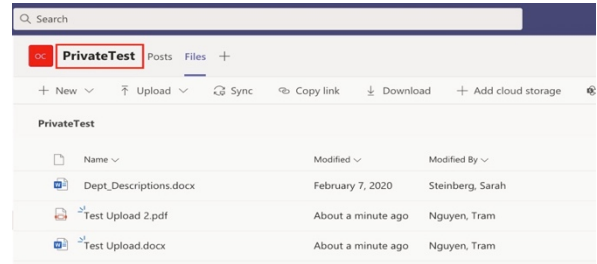 Search
OC PrivateTest Posts Files +
+ New Upload Sync Copy link Download + Add cloud storage
PrivateTest
Name Modified Modified By
Dept_Descriptions.docx February 7, 2020 Steinberg, Sarah
Test Upload 2.pdf About a minute ago Nguyen, Tram
Test Upload.docx About a minute ago Nguyen, Tram